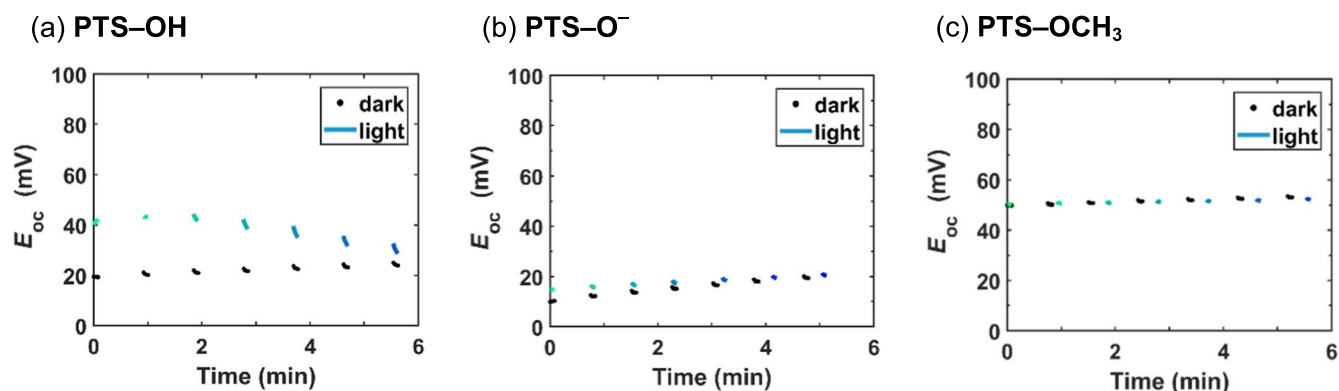 (a) PTS–OH
100
80
60
40
20
0
E_oc (mV)
0 2 4 6
Time (min)
dark
light
(b) PTS–O⁻
100
80
60
40
20
0
E_oc (mV)
0 2 4 6
Time (min)
dark
light
(c) PTS–OCH₃
100
80
60
40
20
0
E_oc (mV)
0 2 4 6
Time (min)
dark
light